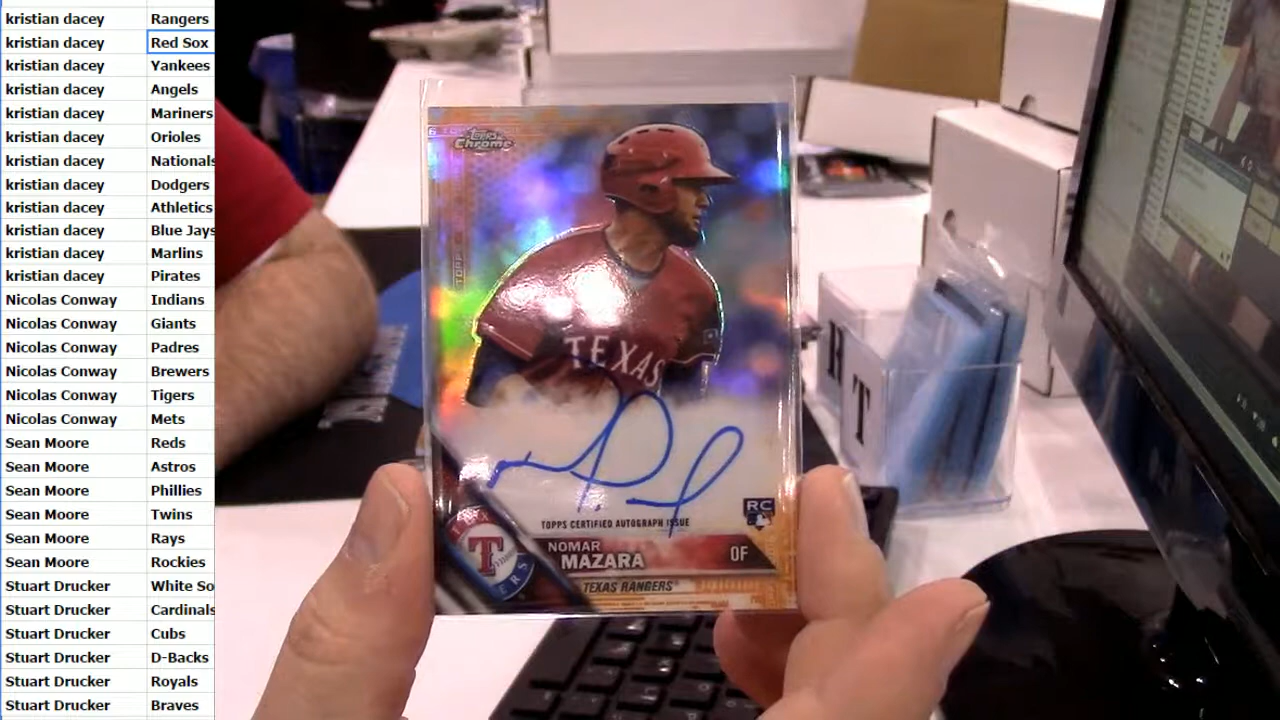 kristian dacey Rangers
kristian dacey Red Sox
kristian dacey Yankees
kristian dacey Angels
kristian dacey Mariners
kristian dacey Orioles
kristian dacey Nationals
kristian dacey Dodgers
kristian dacey Athletics
kristian dacey Blue Jays
kristian dacey Marlins
kristian dacey Pirates
Nicolas Conway Indians
Nicolas Conway Giants
Nicolas Conway Padres
Nicolas Conway Brewers
Nicolas Conway Tigers
Nicolas Conway Mets
Sean Moore Reds
Sean Moore Astros
Sean Moore Phillies
Sean Moore Twins
Sean Moore Rays
Sean Moore Rockies
Stuart Drucker White So
Stuart Drucker Cardinals
Stuart Drucker Cubs
Stuart Drucker D-Backs
Stuart Drucker Royals
Stuart Drucker Braves
Topps
Chrome
TEXAS
RC
TOPPS CERTIFIED AUTOGRAPH ISSUE
NOMAR
MAZARA
OF
T
ERS
TEXAS RANGERS
T